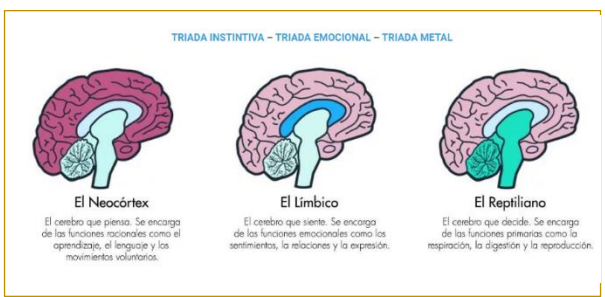 TRIADA INSTINTIVA – TRIADA EMOCIONAL – TRIADA METAL
El Neocórtex
El cerebro que piensa. Se encarga
de las funciones racionales como el
aprendizaje, el lenguaje y los
movimientos voluntarios.
El Límbico
El cerebro que siente. Se encarga
de las funciones emocionales como los
sentimientos, la relaciones y la expresión.
El Reptiliano
El cerebro que decide. Se encarga
de las funciones primarias como la
respiración, la digestión y la reproducción.